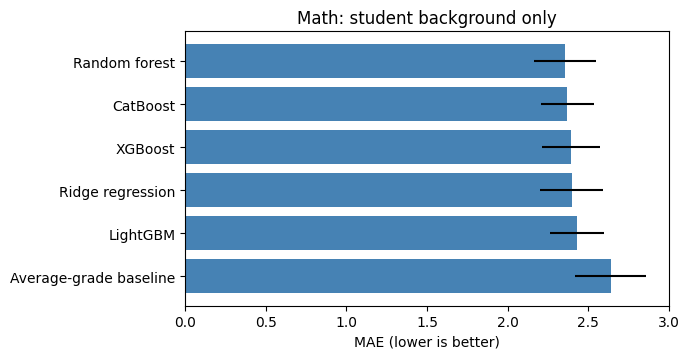 Math: student background only
Random forest
CatBoost
XGBoost
Ridge regression
LightGBM
Average-grade baseline
0.0 0.5 1.0 1.5 2.0 2.5 3.0
MAE (lower is better)